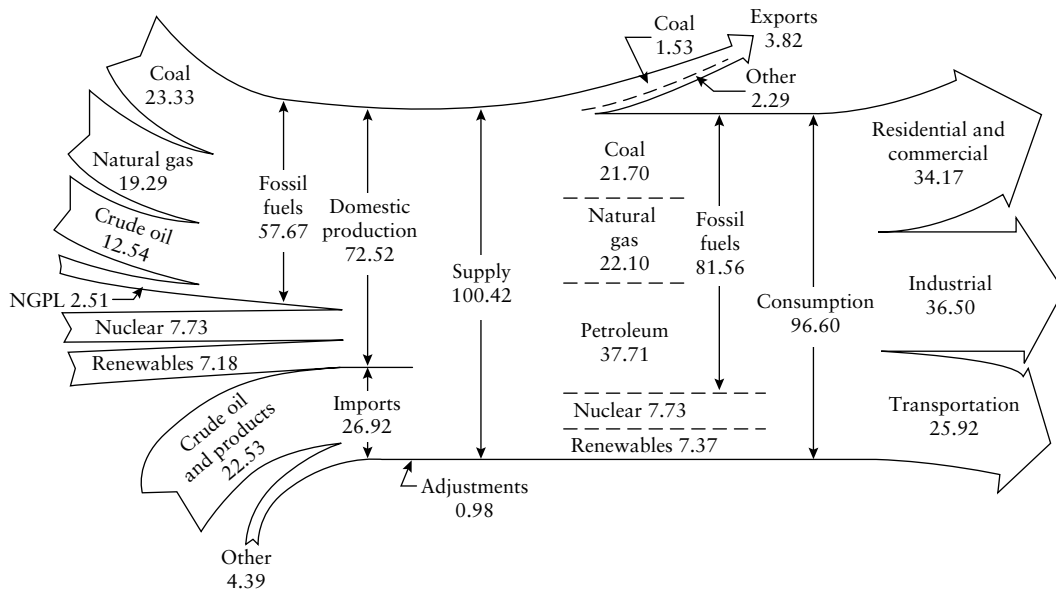 Coal
23.33
Natural gas
19.29
Crude oil
12.54
NGPL 2.51
Nuclear 7.73
Renewables 7.18
Crude oil
and products
22.53
Other
4.39
Fossil
fuels
57.67
Domestic
production
72.52
Imports
26.92
Adjustments
0.98
Supply
100.42
Coal
1.53
Exports
3.82
Other
2.29
Coal
21.70
Natural
gas
22.10
Petroleum
37.71
Nuclear 7.73
Renewables 7.37
Fossil
fuels
81.56
Consumption
96.60
Residential and
commercial
34.17
Industrial
36.50
Transportation
25.92